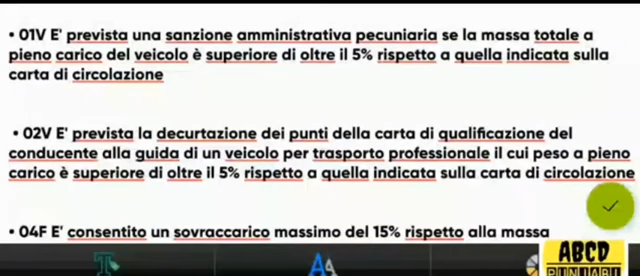 • 01V E' prevista una sanzione amministrativa pecuniaria se la massa totale a
pieno carico del veicolo è superiore di oltre il 5% rispetto a quella indicata sulla
carta di circolazione
• 02V E' prevista la decurtazione dei punti della carta di qualificazione del
conducente alla guida di un veicolo per trasporto professionale il cui peso a pieno
carico è superiore di oltre il 5% rispetto a quella indicata sulla carta di circolazione
• 04F E' consentito un sovraccarico massimo del 15% rispetto alla massa
ABCD
PUNJABI